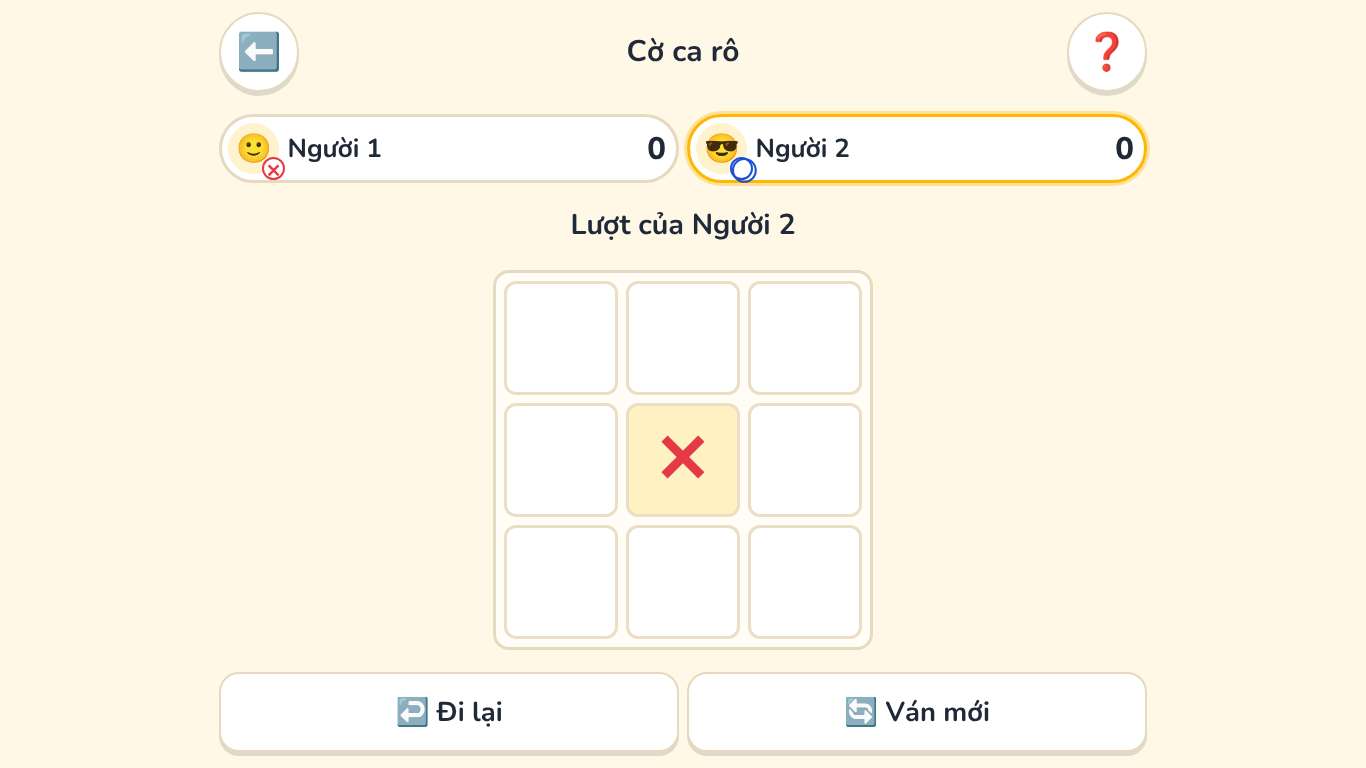 Cờ ca rô
Người 1
0
Người 2
0
Lượt của Người 2
Đi lại
Ván mới